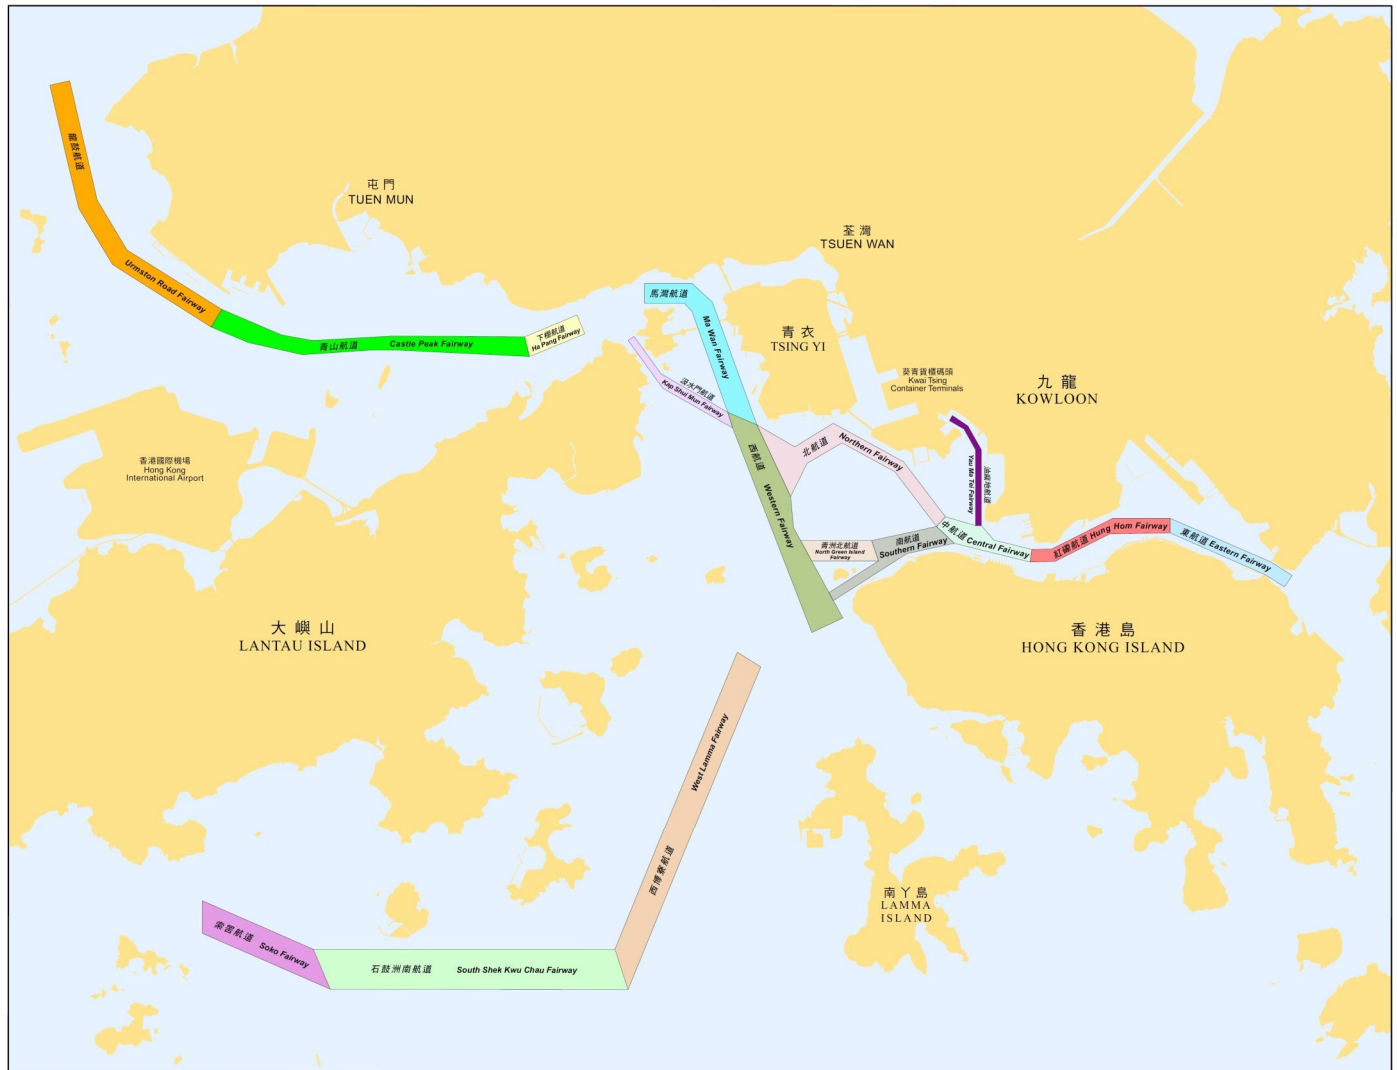 龍鼓航道
Urmston Road Fairway
屯門
TUEN MUN
荃灣
TSUEN WAN
青山航道 Castle Peak Fairway
下棚航道
Ha Pang Fairway
馬灣航道
Ma Wan Fairway
青衣
TSING YI
汲水門航道
Kap Shui Mun Fairway
葵青貨櫃碼頭
Kwai Tsing
Container Terminals
九龍
KOWLOON
香港國際機場
Hong Kong
International Airport
西航道 Western Fairway
北航道 Northern Fairway
油麻地航道
Yau Ma Tei Fairway
青洲北航道
North Green Island
Fairway
南航道
Southern Fairway
中航道 Central Fairway
紅磡航道 Hung Hom Fairway
東航道 Eastern Fairway
大嶼山
LANTAU ISLAND
香港島
HONG KONG ISLAND
西博寮航道 West Lamma Fairway
南丫島
LAMMA
ISLAND
索罟航道 Soko Fairway
石鼓洲南航道 South Shek Kwu Chau Fairway